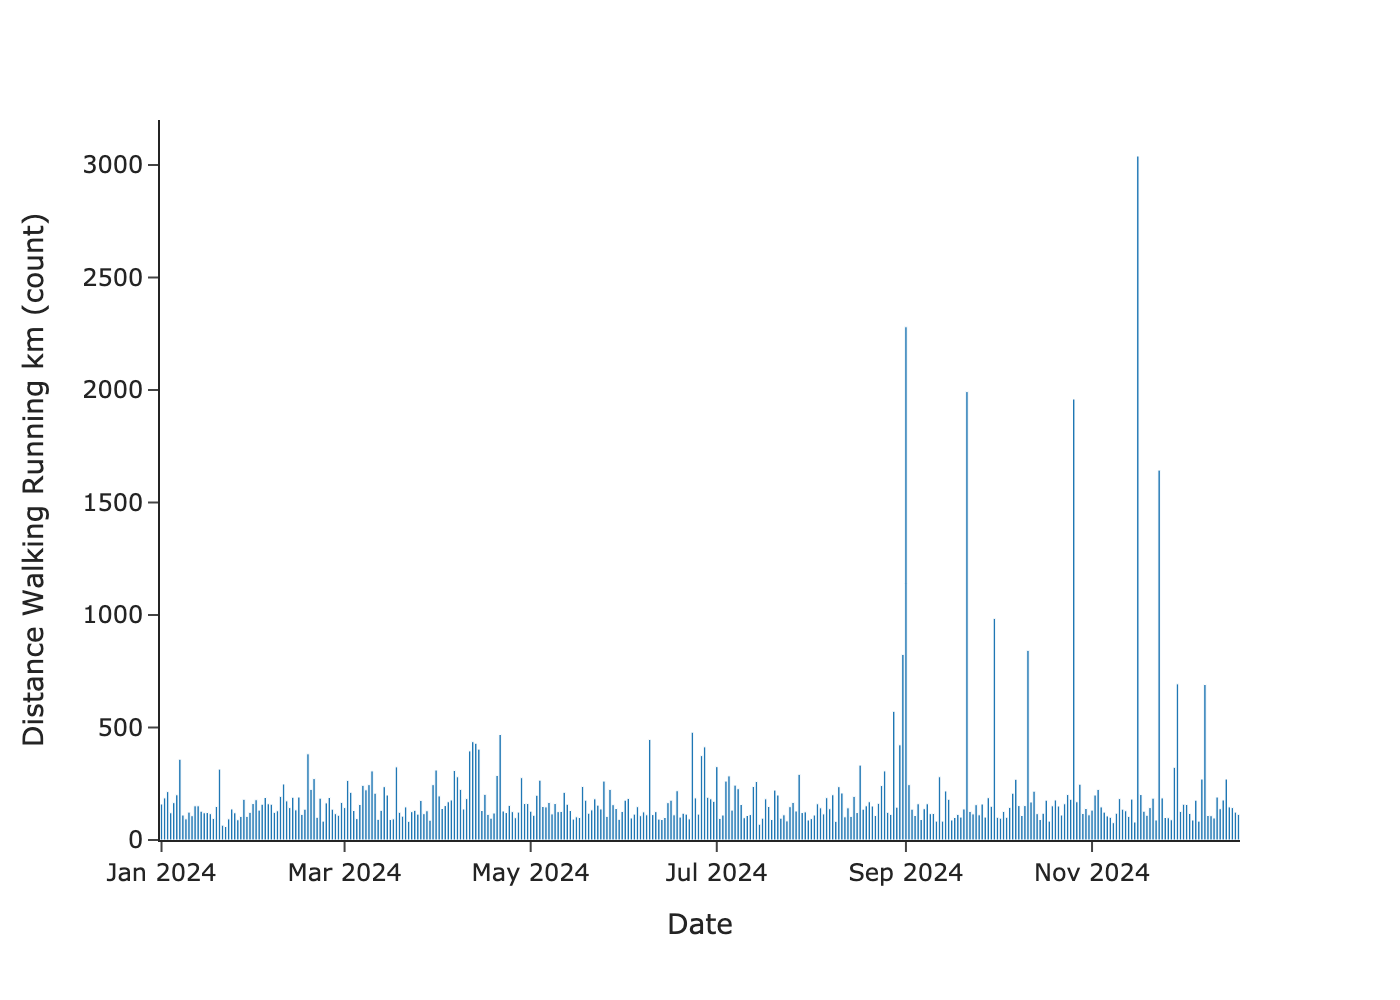 3000
2500
2000
1500
1000
500
0
Distance Walking Running km (count)
Jan 2024
Mar 2024
May 2024
Jul 2024
Sep 2024
Nov 2024
Date